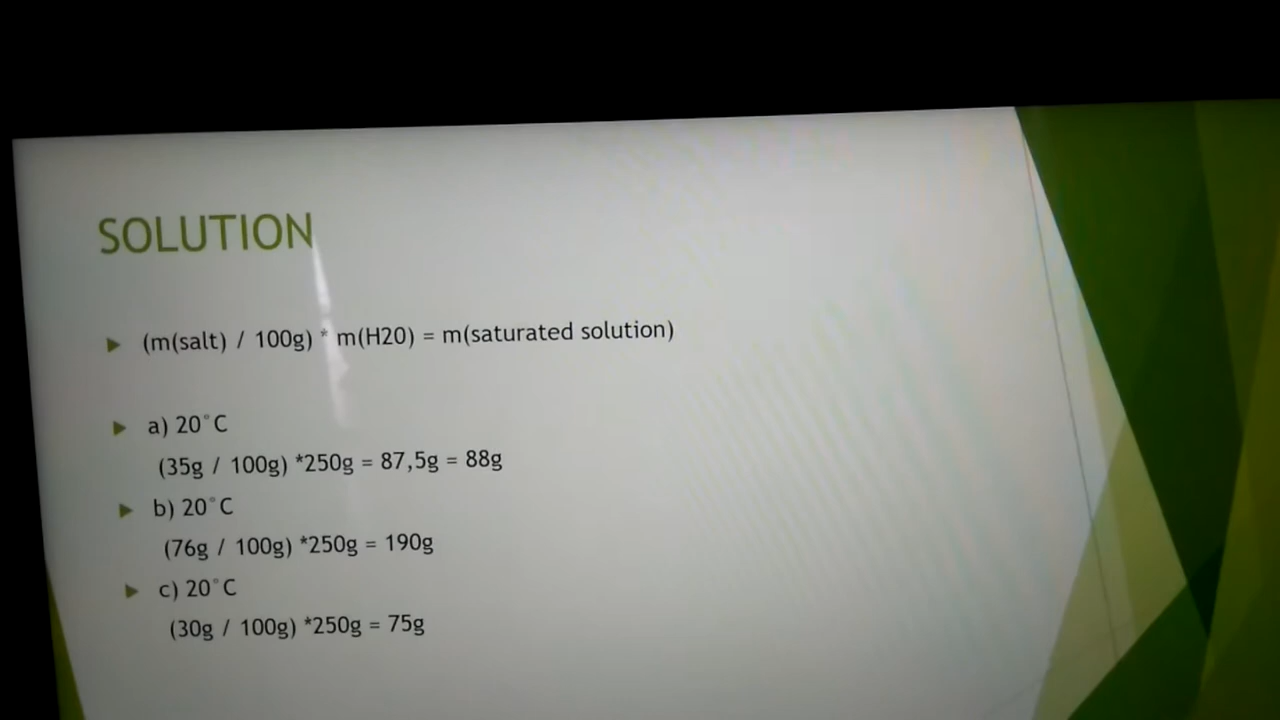 SOLUTION
(m(salt) / 100g) * m(H20) = m(saturated solution)
a) 20°C
(35g / 100g) *250g = 87,5g = 88g
b) 20°C
(76g / 100g) *250g = 190g
c) 20°C
(30g / 100g) *250g = 75g